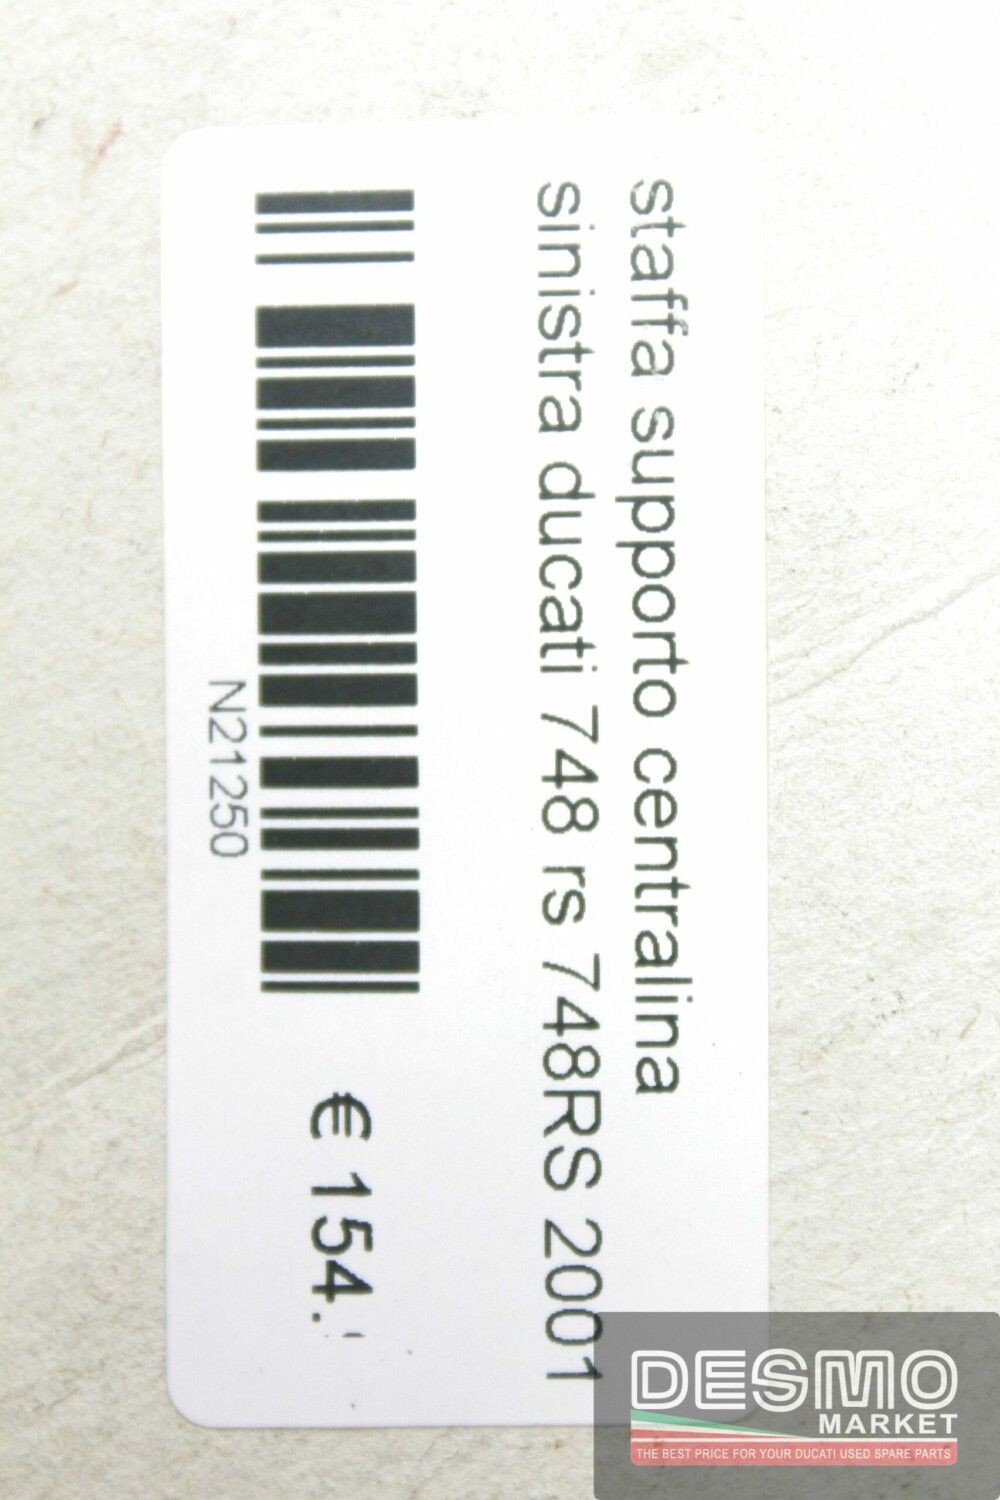 staffa supporto centralina
sinistra ducati 748 rs 748RS 2001
€ 154.
N21250
DESMO
MARKET
THE BEST PRICE FOR YOUR DUCATI USED SPARE PARTS